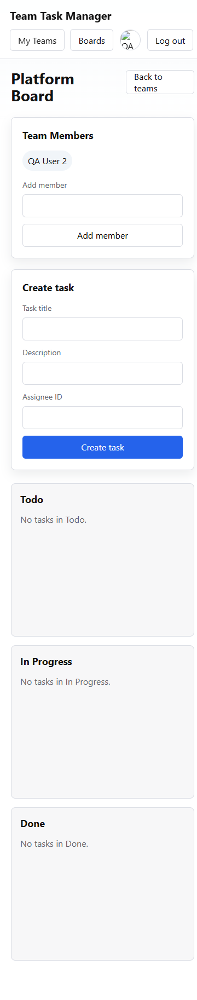 Team Task Manager
My Teams
Boards
QA
Log out
Platform
Board
Back to
teams
Team Members
QA User 2
Add member
Add member
Create task
Task title
Description
Assignee ID
Create task
Todo
No tasks in Todo.
In Progress
No tasks in In Progress.
Done
No tasks in Done.